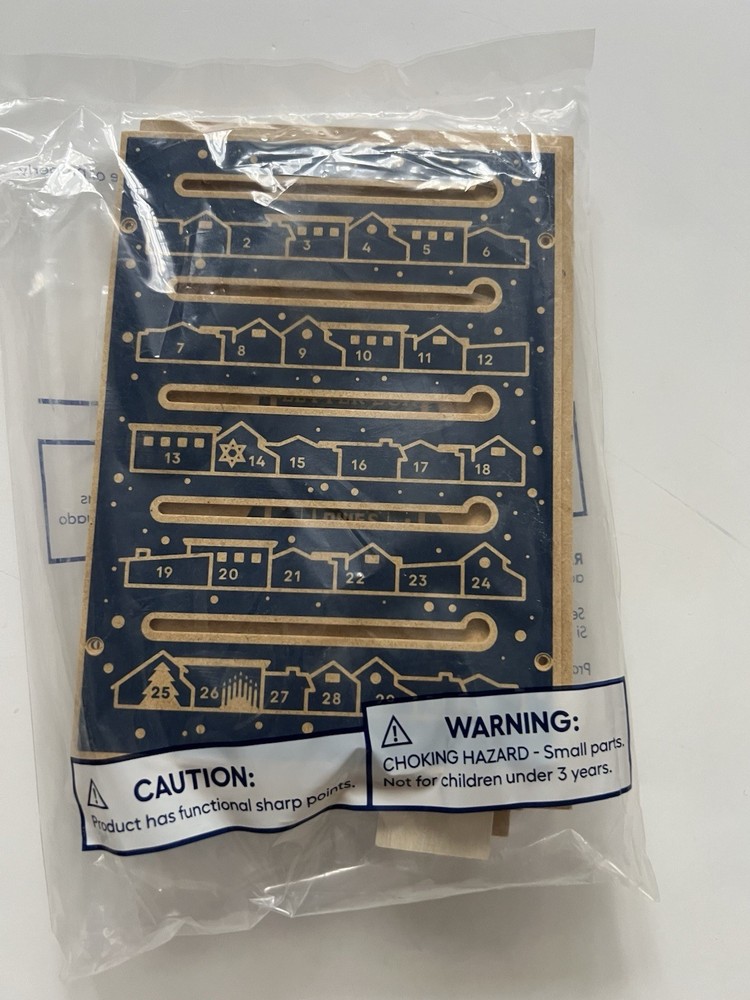 2 3 4 5 6
7 8 9 10 11 12
13 14 15 16 17 18
19 20 21 22 23 24
25 26 27 28 29
CAUTION:
Product has functional sharp points.
WARNING:
CHOKING HAZARD - Small parts.
Not for children under 3 years.